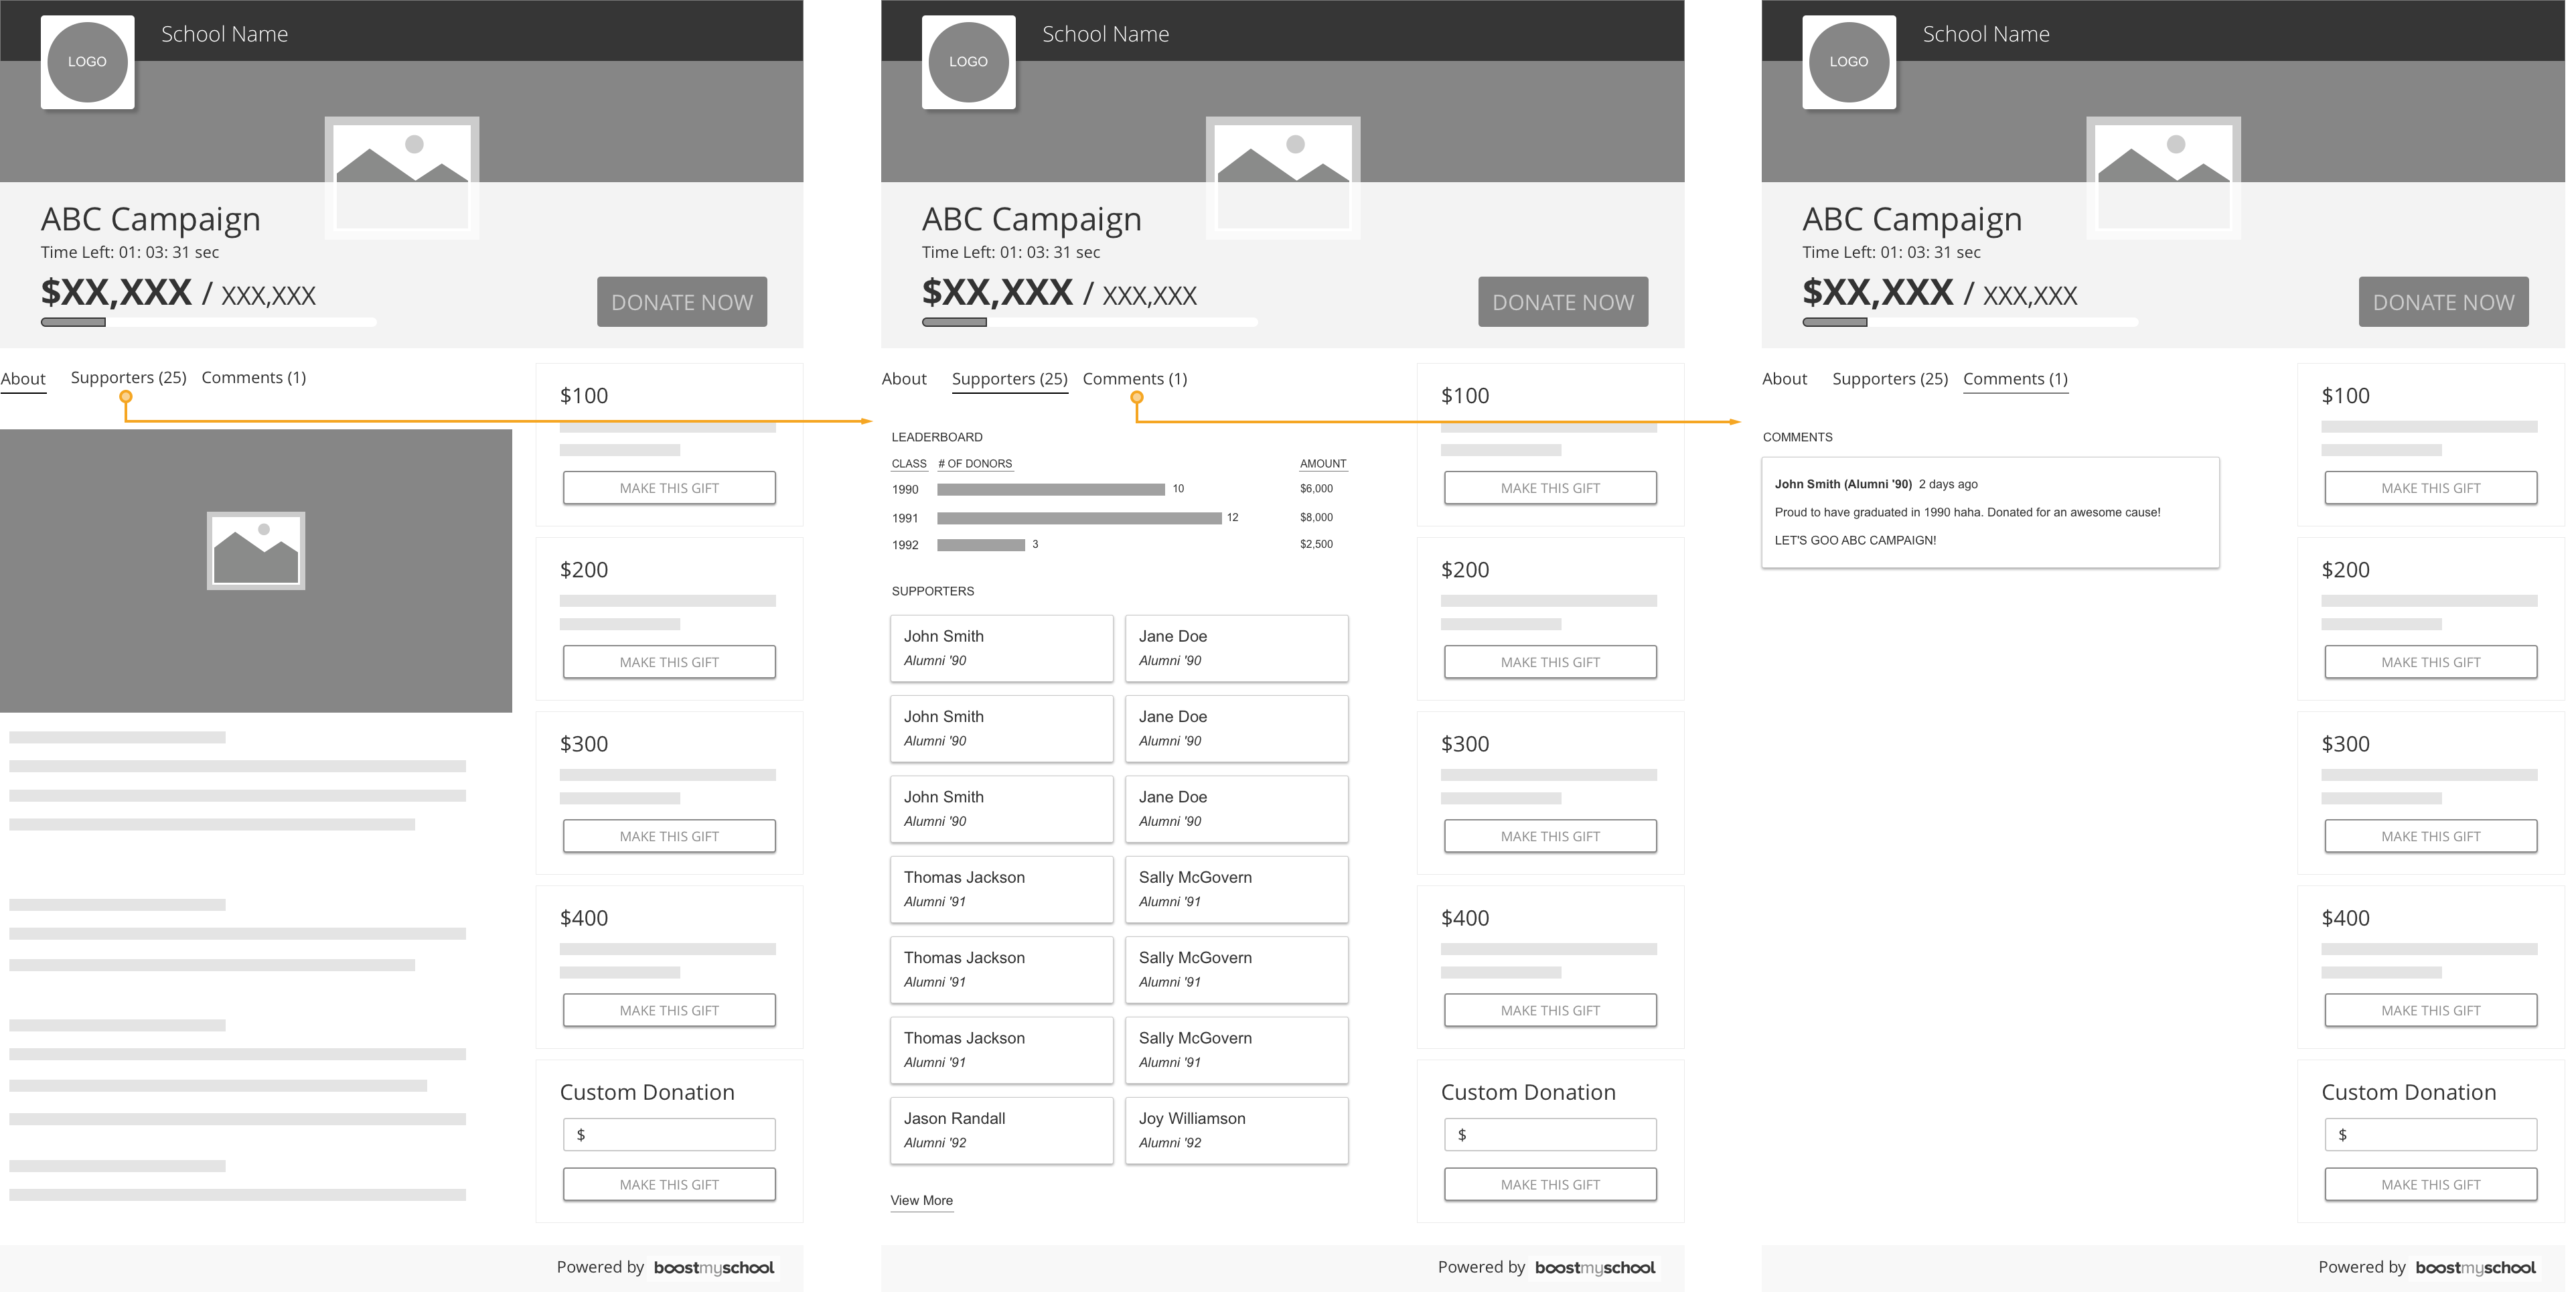 School Name
LOGO
ABC Campaign
Time Left: 01: 03: 31 sec
$XX,XXX / XXX,XXX
DONATE NOW
About Supporters (25) Comments (1)
$100
MAKE THIS GIFT
$200
MAKE THIS GIFT
$300
MAKE THIS GIFT
$400
MAKE THIS GIFT
Custom Donation
$
MAKE THIS GIFT
Powered by boostmyschool
School Name
LOGO
ABC Campaign
Time Left: 01: 03: 31 sec
$XX,XXX / XXX,XXX
DONATE NOW
About Supporters (25) Comments (1)
LEADERBOARD
CLASS # OF DONORS AMOUNT
1990 10 $6,000
1991 12 $8,000
1992 3 $2,500
SUPPORTERS
John Smith
Alumni '90
Jane Doe
Alumni '90
John Smith
Alumni '90
Jane Doe
Alumni '90
John Smith
Alumni '90
Jane Doe
Alumni '90
Thomas Jackson
Alumni '91
Sally McGovern
Alumni '91
Thomas Jackson
Alumni '91
Sally McGovern
Alumni '91
Thomas Jackson
Alumni '91
Sally McGovern
Alumni '91
Jason Randall
Alumni '92
Joy Williamson
Alumni '92
View More
$100
MAKE THIS GIFT
$200
MAKE THIS GIFT
$300
MAKE THIS GIFT
$400
MAKE THIS GIFT
Custom Donation
$
MAKE THIS GIFT
Powered by boostmyschool
School Name
LOGO
ABC Campaign
Time Left: 01: 03: 31 sec
$XX,XXX / XXX,XXX
DONATE NOW
About Supporters (25) Comments (1)
COMMENTS
John Smith (Alumni '90) 2 days ago
Proud to have graduated in 1990 haha. Donated for an awesome cause!
LET'S GOO ABC CAMPAIGN!
$100
MAKE THIS GIFT
$200
MAKE THIS GIFT
$300
MAKE THIS GIFT
$400
MAKE THIS GIFT
Custom Donation
$
MAKE THIS GIFT
Powered by boostmyschool